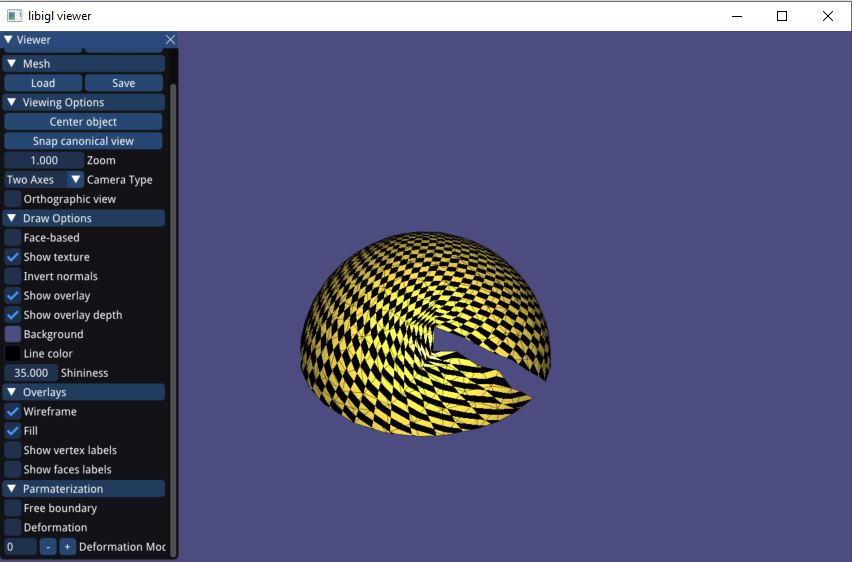 libigl viewer
Viewer
Mesh
Load Save
Viewing Options
Center object
Snap canonical view
1.000 Zoom
Two Axes Camera Type
Orthographic view
Draw Options
Face-based
Show texture
Invert normals
Show overlay
Show overlay depth
Background
Line color
35.000 Shininess
Overlays
Wireframe
Fill
Show vertex labels
Show faces labels
Parmaterization
Free boundary
Deformation
0 - + Deformation Moc